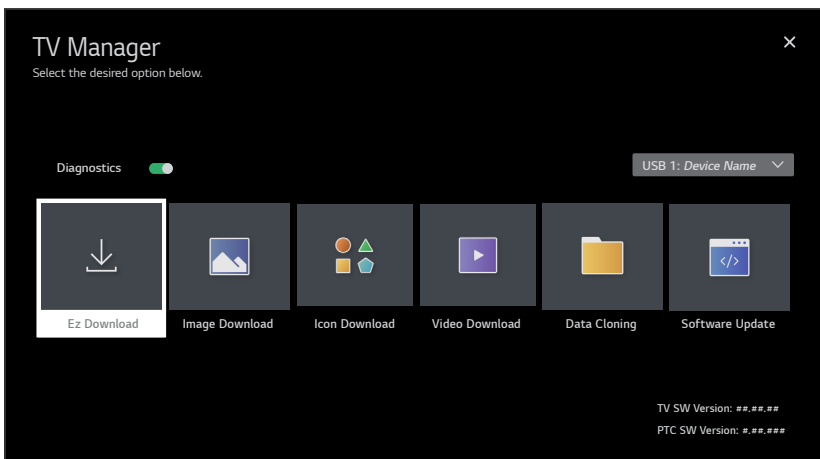 TV Manager
Select the desired option below.
Diagnostics
USB 1: Device Name
Ez Download
Image Download
Icon Download
Video Download
Data Cloning
Software Update
TV SW Version: ##.##.##
PTC SW Version: #.##.###